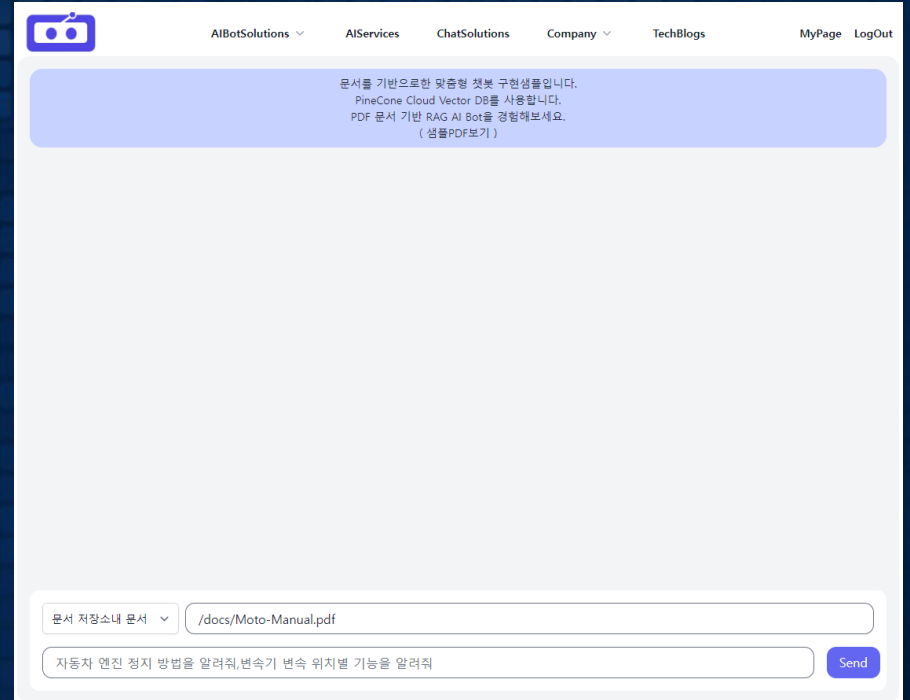 AIBotSolutions AIServices ChatSolutions Company TechBlogs MyPage LogOut
문서를 기반으로한 맞춤형 챗봇 구현샘플입니다.
PineCone Cloud Vector DB를 사용합니다.
PDF 문서 기반 RAG AI Bot을 경험해보세요.
( 샘플PDF보기 )
문서 저장소내 문서 /docs/Moto-Manual.pdf
자동차 엔진 정지 방법을 알려줘,변속기 변속 위치별 기능을 알려줘 Send